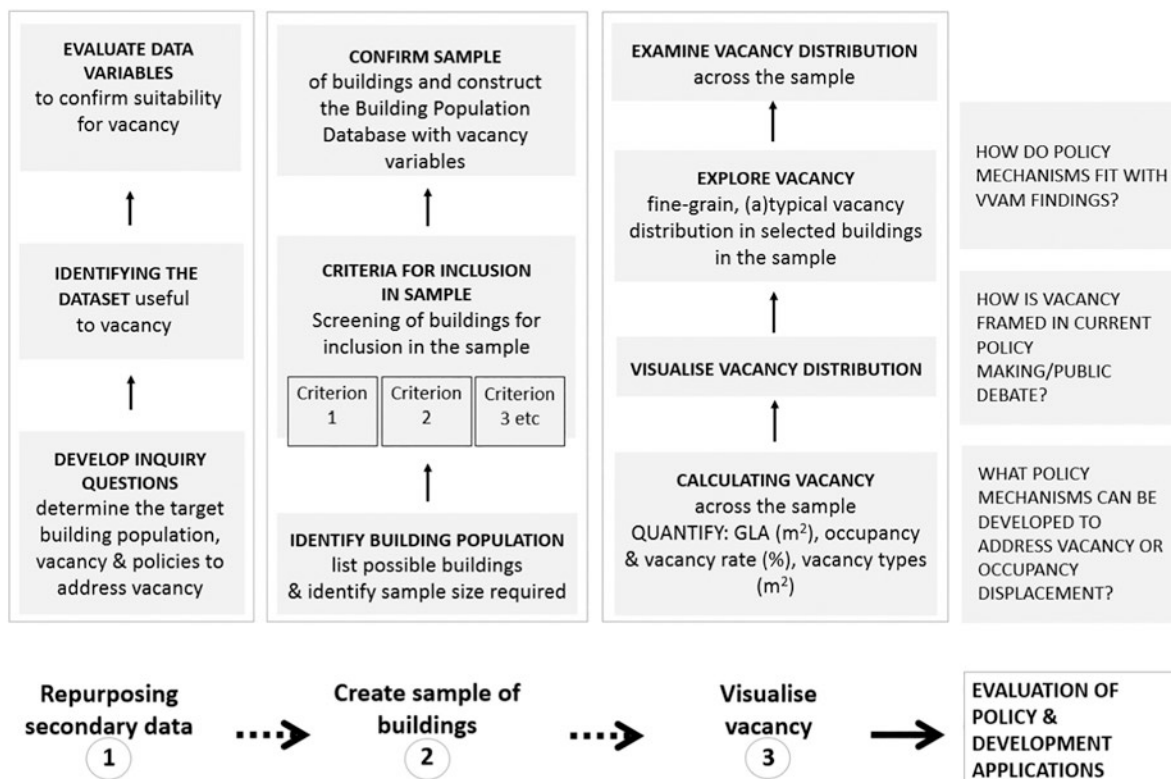 EVALUATE DATA
VARIABLES
to confirm suitability
for vacancy
IDENTIFYING THE
DATASET useful
to vacancy
DEVELOP INQUIRY
QUESTIONS
determine the target
building population,
vacancy & policies to
address vacancy
CONFIRM SAMPLE
of buildings and construct
the Building Population
Database with vacancy
variables
CRITERIA FOR INCLUSION
IN SAMPLE
Screening of buildings for
inclusion in the sample
Criterion
1
Criterion
2
Criterion
3 etc
IDENTIFY BUILDING POPULATION
list possible buildings
& identify sample size required
EXAMINE VACANCY DISTRIBUTION
across the sample
EXPLORE VACANCY
fine-grain, (a)typical vacancy
distribution in selected buildings
in the sample
VISUALISE VACANCY DISTRIBUTION
CALCULATING VACANCY
across the sample
QUANTIFY: GLA (m²), occupancy
& vacancy rate (%), vacancy types
(m²)
HOW DO POLICY
MECHANISMS FIT WITH
VVAM FINDINGS?
HOW IS VACANCY
FRAMED IN CURRENT
POLICY
MAKING/PUBLIC
DEBATE?
WHAT POLICY
MECHANISMS CAN BE
DEVELOPED TO
ADDRESS VACANCY OR
OCCUPANCY
DISPLACEMENT?
Repurposing
secondary data
1
Create sample of
buildings
2
Visualise
vacancy
3
EVALUATION OF
POLICY &
DEVELOPMENT
APPLICATIONS